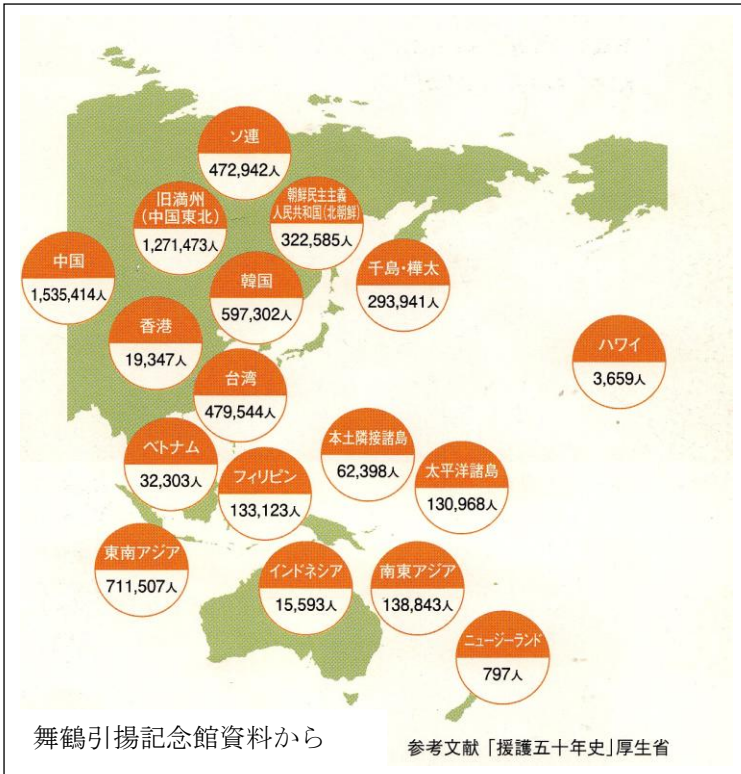 ソ連
472,942人
旧満州
(中国東北)
1,271,473人
朝鮮民主主義
人民共和国(北朝鮮)
322,585人
中国
1,535,414人
韓国
597,302人
千島・樺太
293,941人
香港
19,347人
ハワイ
3,659人
台湾
479,544人
ベトナム
32,303人
フィリピン
133,123人
本土隣接諸島
62,398人
太平洋諸島
130,968人
東南アジア
711,507人
インドネシア
15,593人
南東アジア
138,843人
ニュージーランド
797人
舞鶴引揚記念館資料から
参考文献「援護五十年史」厚生省